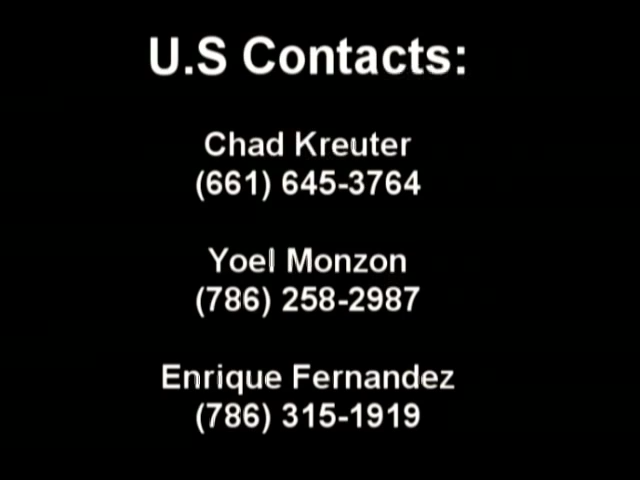 U.S Contacts:
Chad Kreuter
(661) 645-3764
Yoel Monzon
(786) 258-2987
Enrique Fernandez
(786) 315-1919